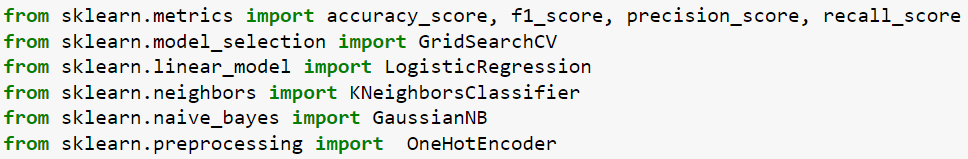 from sklearn.metrics import accuracy_score, f1_score, precision_score, recall_score
from sklearn.model_selection import GridSearchCV
from sklearn.linear_model import LogisticRegression
from sklearn.neighbors import KNeighborsClassifier
from sklearn.naive_bayes import GaussianNB
from sklearn.preprocessing import  OneHotEncoder